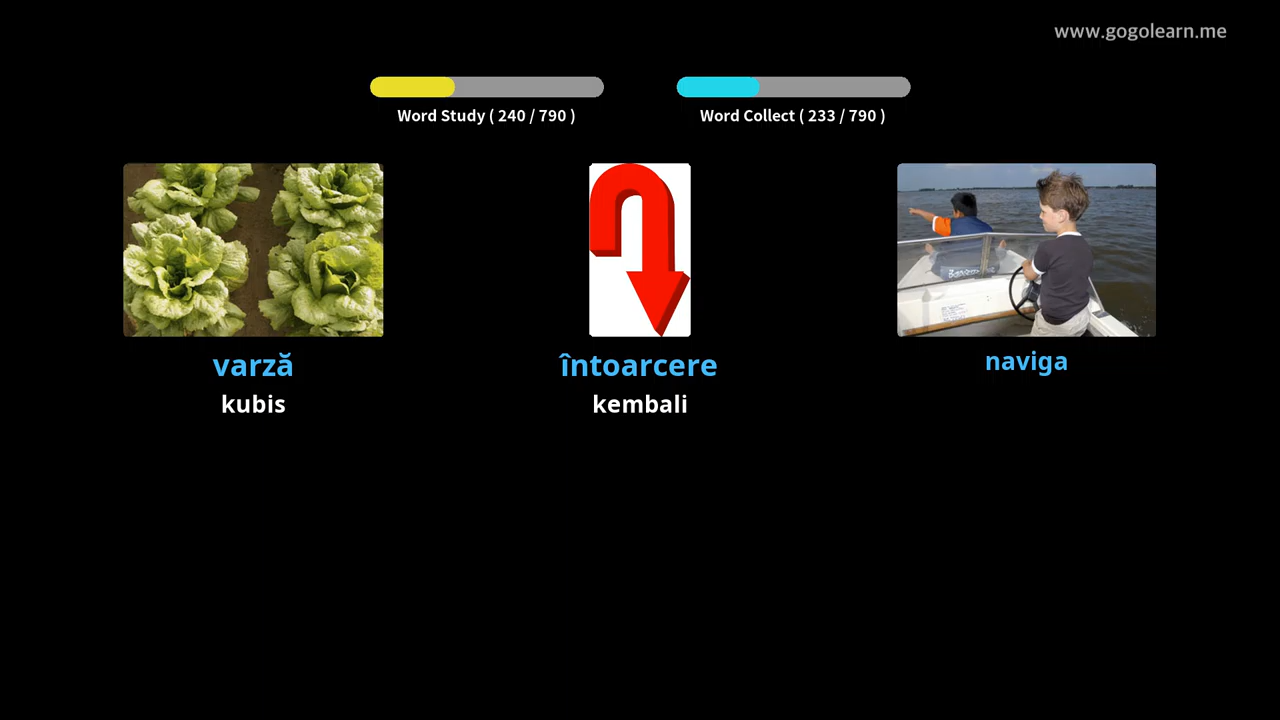 www.gogolearn.me
Word Study ( 240 / 790 )
Word Collect ( 233 / 790 )
varză
kubis
întoarcere
kembali
naviga